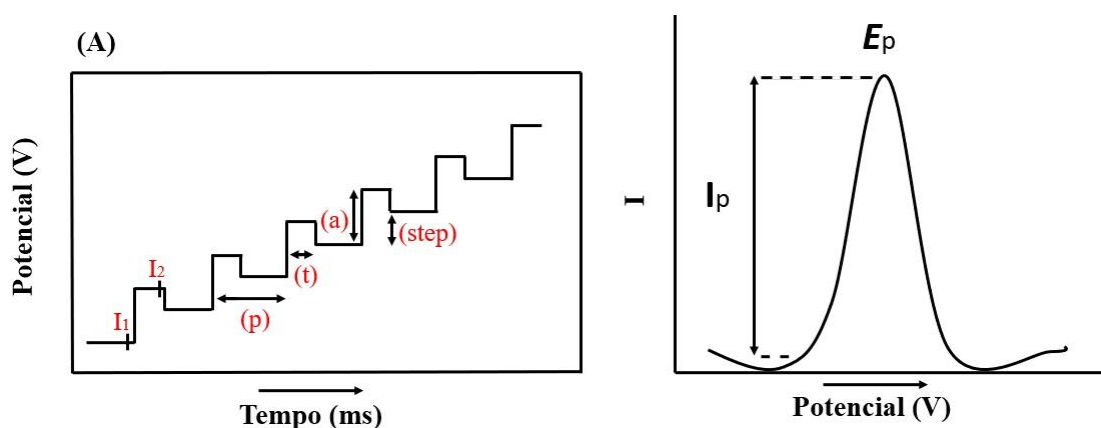 (A)
Potencial (V)
I₁
I₂
(p)
(t)
(a)
(step)
Tempo (ms)
I
Iₚ
Eₚ
Potencial (V)